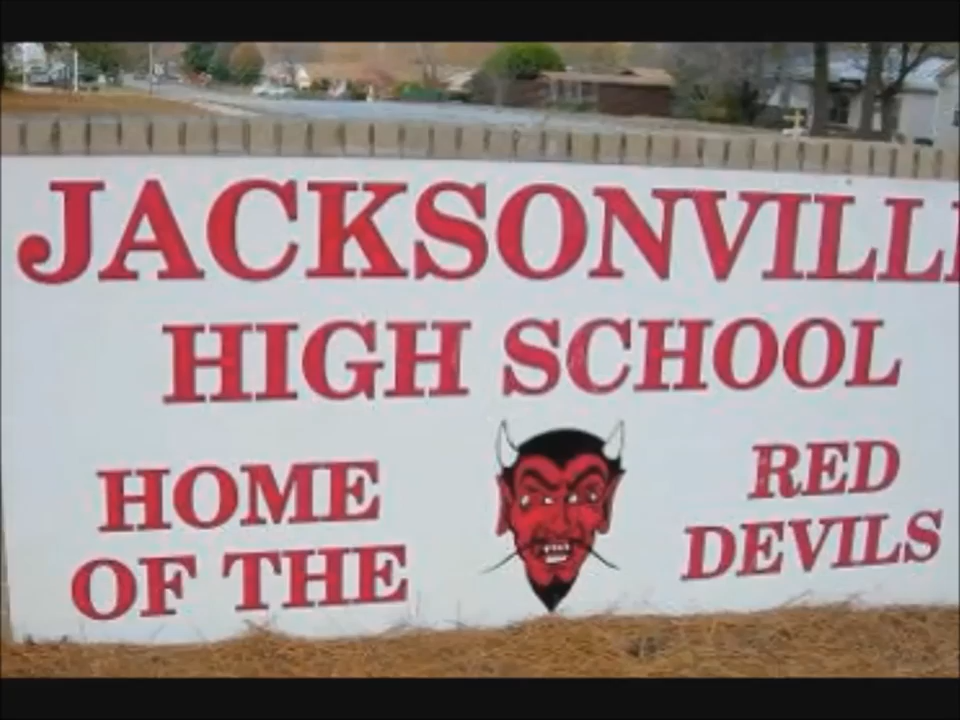 JACKSONVILL
HIGH SCHOOL
HOME
OF THE
RED
DEVILS